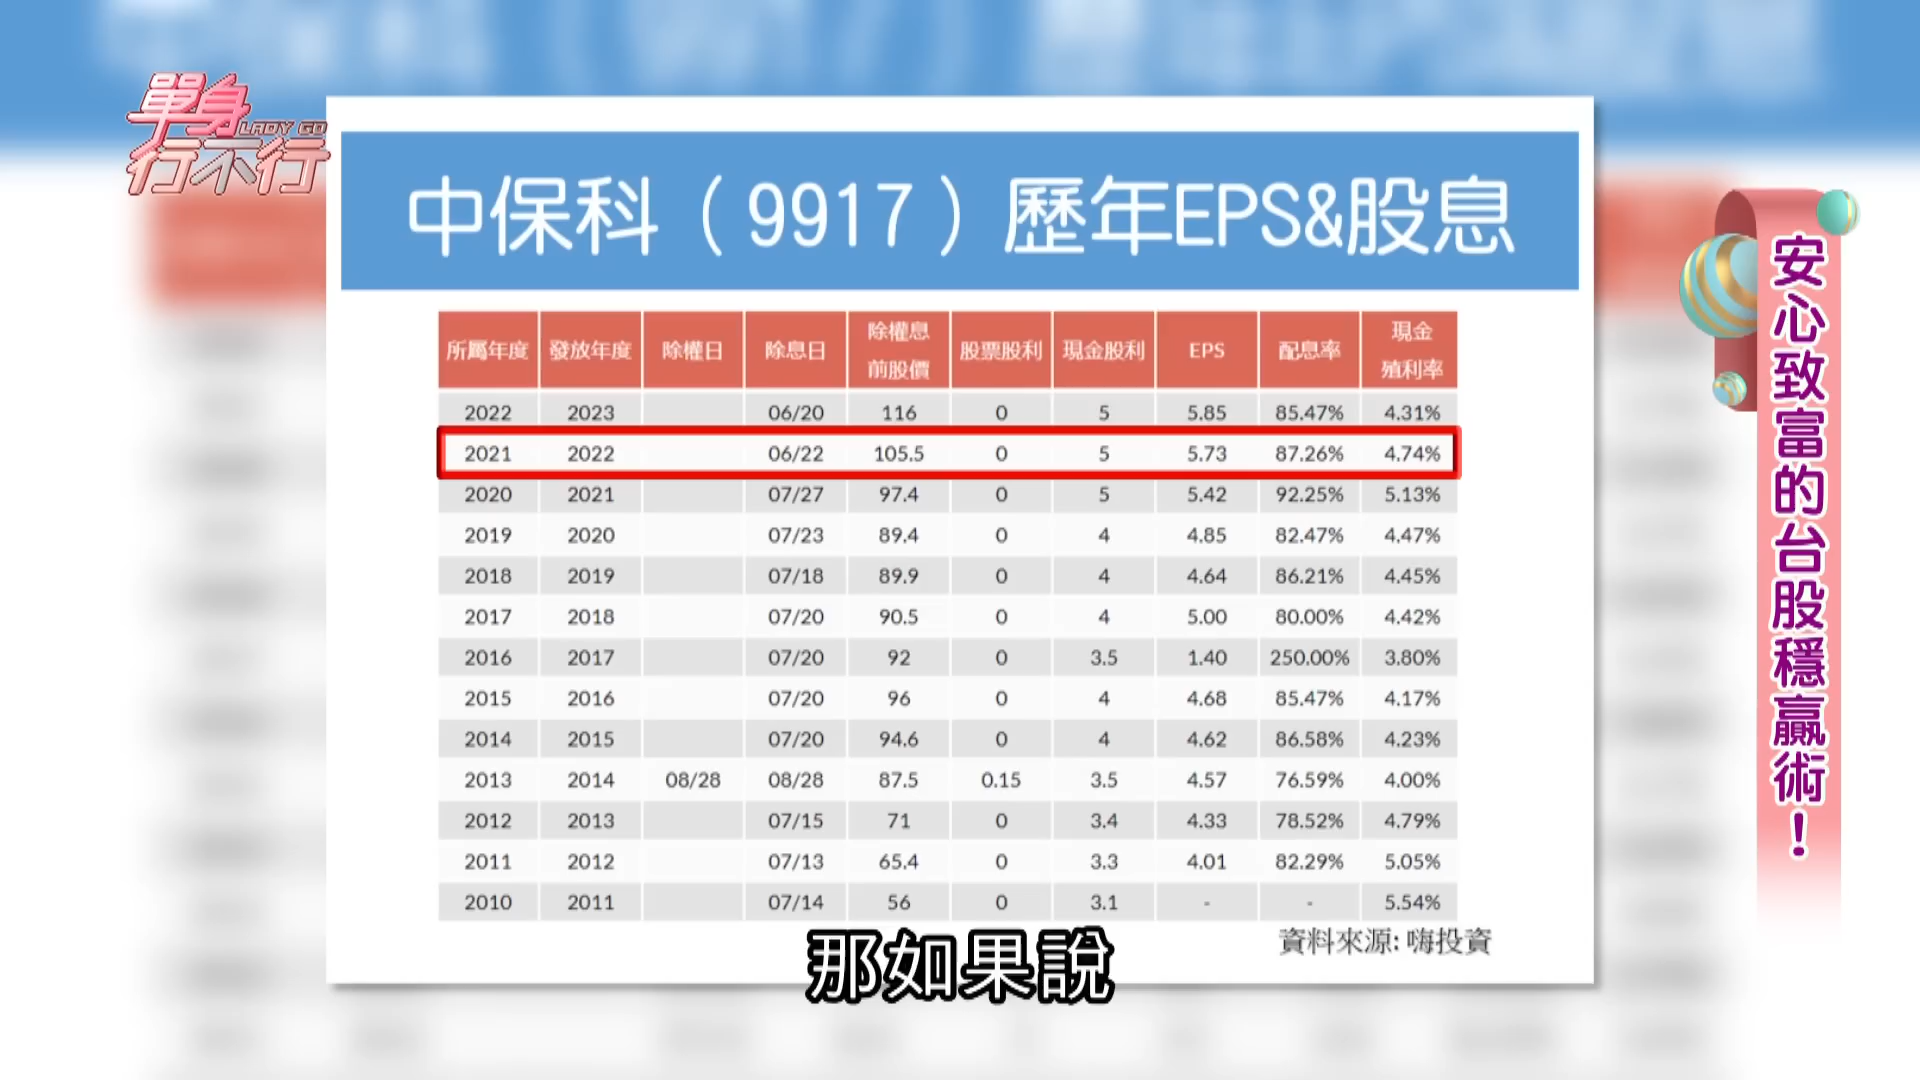 單身
LADY GO
行不行
中保科（9917）歷年EPS&股息
所屬年度 發放年度 除權日 除息日 除權息前股價 股票股利 現金股利 EPS 配息率 現金殖利率
2022 2023 06/20 116 0 5 5.85 85.47% 4.31%
2021 2022 06/22 105.5 0 5 5.73 87.26% 4.74%
2020 2021 07/27 97.4 0 5 5.42 92.25% 5.13%
2019 2020 07/23 89.4 0 4 4.85 82.47% 4.47%
2018 2019 07/18 89.9 0 4 4.64 86.21% 4.45%
2017 2018 07/20 90.5 0 4 5.00 80.00% 4.42%
2016 2017 07/20 92 0 3.5 1.40 250.00% 3.80%
2015 2016 07/20 96 0 4 4.68 85.47% 4.17%
2014 2015 07/20 94.6 0 4 4.62 86.58% 4.23%
2013 2014 08/28 08/28 87.5 0.15 3.5 4.57 76.59% 4.00%
2012 2013 07/15 71 0 3.4 4.33 78.52% 4.79%
2011 2012 07/13 65.4 0 3.3 4.01 82.29% 5.05%
2010 2011 07/14 56 0 3.1 - - 5.54%
資料來源: 嗨投資
那如果說
安心致富的台股穩贏術！